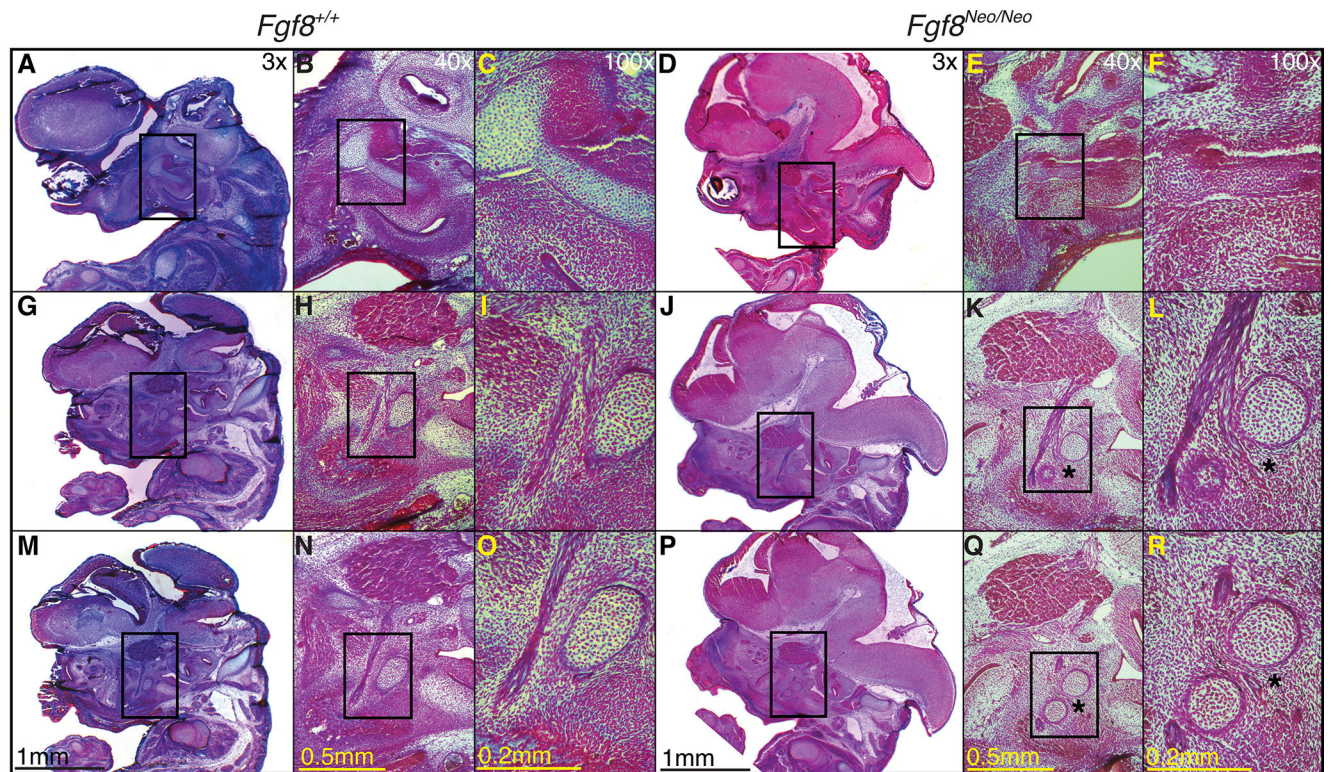 Fgf8+/+ Fgf8Neo/Neo
A 3x B 40x C 100x D 3x E 40x F 100x
G H I J K * L *
M N O P Q * R *
1mm 0.5mm 0.2mm 1mm 0.5mm 0.2mm